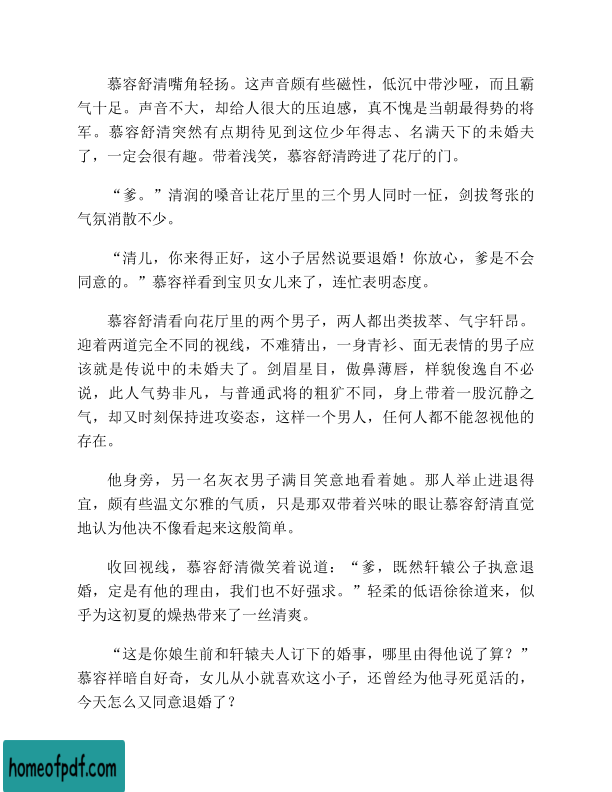 慕容舒清嘴角轻扬。这声音颇有些磁性，低沉中带沙哑，而且霸
气十足。声音不大，却给人很大的压迫感，真不愧是当朝最得势的将
军。慕容舒清突然有点期待见到这位少年得志、名满天下的未婚夫
了，一定会很有趣。带着浅笑，慕容舒清跨进了花厅的门。
“爹。”清润的嗓音让花厅里的三个男人同时一怔，剑拔弩张的
气氛消散不少。
“清儿，你来得正好，这小子居然说要退婚！你放心，爹是不会
同意的。”慕容祥看到宝贝女儿来了，连忙表明态度。
慕容舒清看向花厅里的两个男子，两人都出类拔萃、气宇轩昂。
迎着两道完全不同的视线，不难猜出，一身青衫、面无表情的男子应
该就是传说中的未婚夫了。剑眉星目，傲鼻薄唇，样貌俊逸自不必
说，此人气势非凡，与普通武将的粗犷不同，身上带着一股沉静之
气，却又时刻保持进攻姿态，这样一个男人，任何人都不能忽视他的
存在。
他身旁，另一名灰衣男子满目笑意地看着她。那人举止进退得
宜，颇有些温文尔雅的气质，只是那双带着兴味的眼让慕容舒清直觉
地认为他决不像看起来这般简单。
收回视线，慕容舒清微笑着说道：“爹，既然轩辕公子执意退
婚，定是有他的理由，我们也不好强求。”轻柔的低语徐徐道来，似
乎为这初夏的燥热带来了一丝清爽。
“这是你娘生前和轩辕夫人订下的婚事，哪里由得他说了算？”
慕容祥暗自好奇，女儿从小就喜欢这小子，还曾经为他寻死觅活的，
今天怎么又同意退婚了？
homeofpdf.com